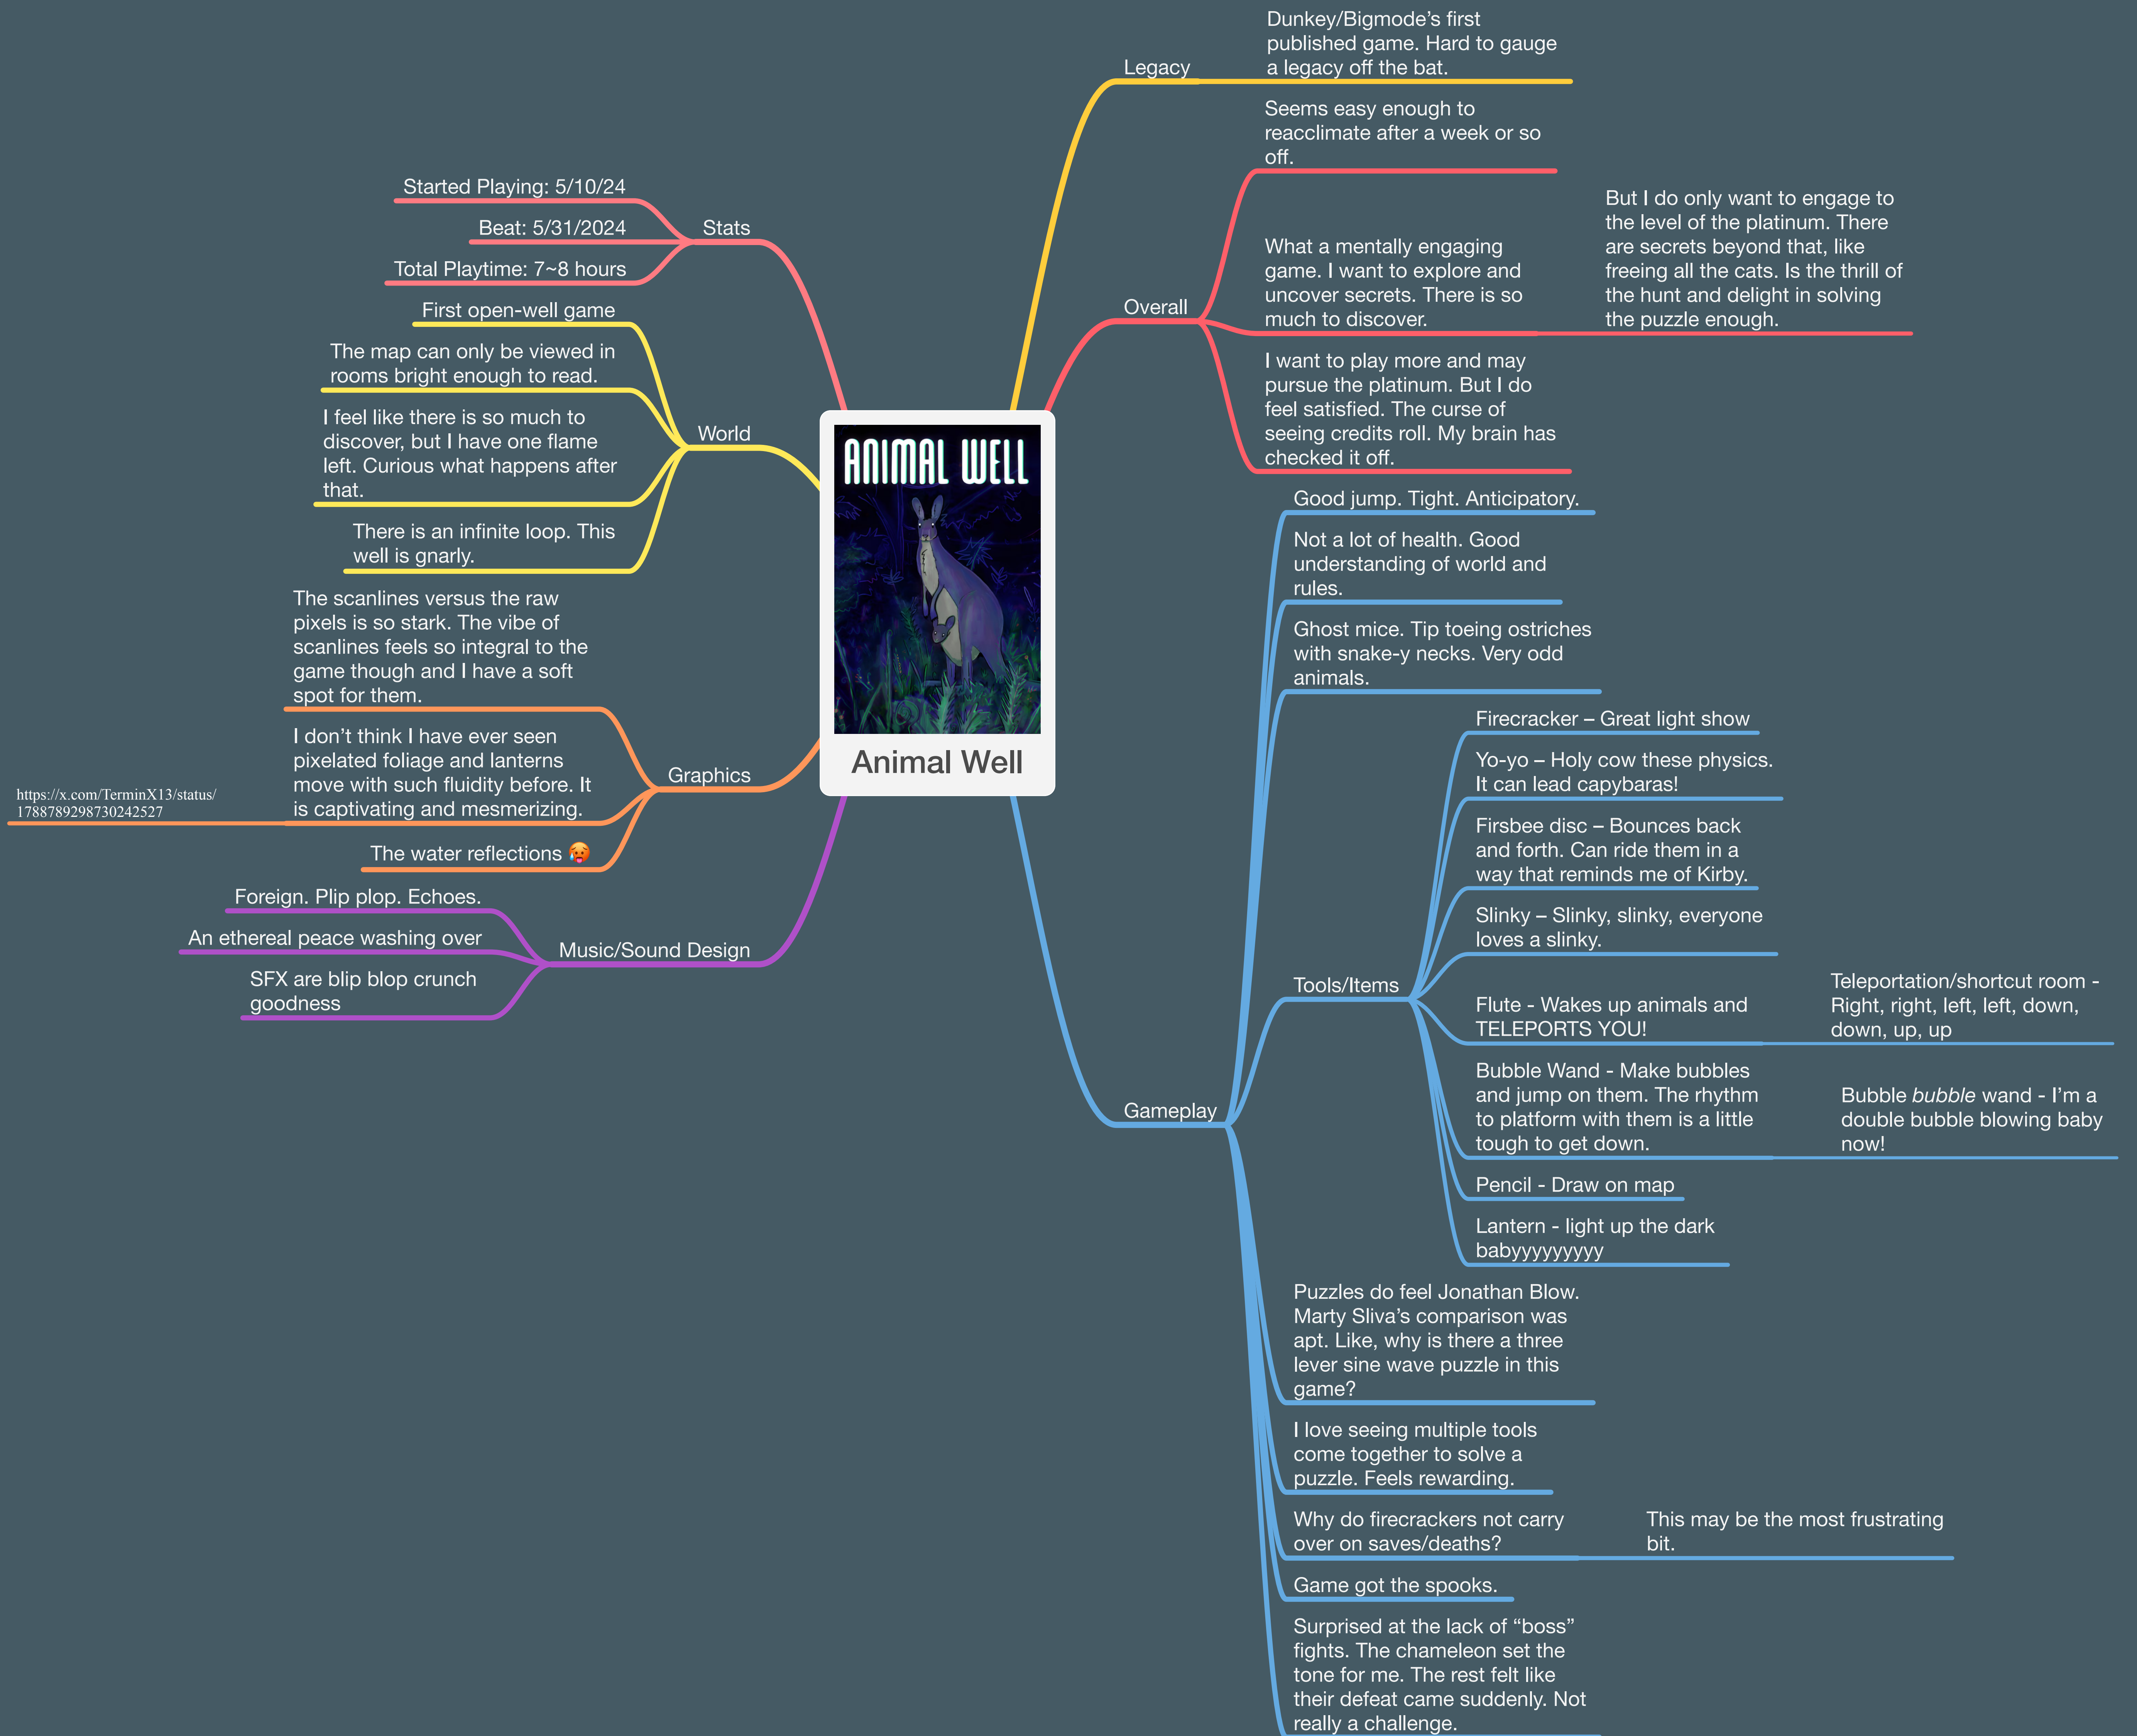 Dunkey/Bigmode’s first
published game. Hard to gauge
a legacy off the bat.
Legacy
Seems easy enough to
reacclimate after a week or so
off.
What a mentally engaging
game. I want to explore and
uncover secrets. There is so
much to discover.
But I do only want to engage to
the level of the platinum. There
are secrets beyond that, like
freeing all the cats. Is the thrill of
the hunt and delight in solving
the puzzle enough.
Overall
I want to play more and may
pursue the platinum. But I do
feel satisfied. The curse of
seeing credits roll. My brain has
checked it off.
Started Playing: 5/10/24
Beat: 5/31/2024
Total Playtime: 7~8 hours
Stats
First open-well game
The map can only be viewed in
rooms bright enough to read.
I feel like there is so much to
discover, but I have one flame
left. Curious what happens after
that.
There is an infinite loop. This
well is gnarly.
World
ANIMAL WELL
Animal Well
The scanlines versus the raw
pixels is so stark. The vibe of
scanlines feels so integral to the
game though and I have a soft
spot for them.
I don’t think I have ever seen
pixelated foliage and lanterns
move with such fluidity before. It
is captivating and mesmerizing.
https://x.com/TerminX13/status/
1788789298730242527
The water reflections 🥵
Graphics
Foreign. Plip plop. Echoes.
An ethereal peace washing over
SFX are blip blop crunch
goodness
Music/Sound Design
Gameplay
Good jump. Tight. Anticipatory.
Not a lot of health. Good
understanding of world and
rules.
Ghost mice. Tip toeing ostriches
with snake-y necks. Very odd
animals.
Tools/Items
Firecracker – Great light show
Yo-yo – Holy cow these physics.
It can lead capybaras!
Firsbee disc – Bounces back
and forth. Can ride them in a
way that reminds me of Kirby.
Slinky – Slinky, slinky, everyone
loves a slinky.
Flute - Wakes up animals and
TELEPORTS YOU!
Teleportation/shortcut room -
Right, right, left, left, down,
down, up, up
Bubble Wand - Make bubbles
and jump on them. The rhythm
to platform with them is a little
tough to get down.
Bubble bubble wand - I’m a
double bubble blowing baby
now!
Pencil - Draw on map
Lantern - light up the dark
babyyyyyyyyy
Puzzles do feel Jonathan Blow.
Marty Sliva’s comparison was
apt. Like, why is there a three
lever sine wave puzzle in this
game?
I love seeing multiple tools
come together to solve a
puzzle. Feels rewarding.
Why do firecrackers not carry
over on saves/deaths?
This may be the most frustrating
bit.
Game got the spooks.
Surprised at the lack of “boss”
fights. The chameleon set the
tone for me. The rest felt like
their defeat came suddenly. Not
really a challenge.